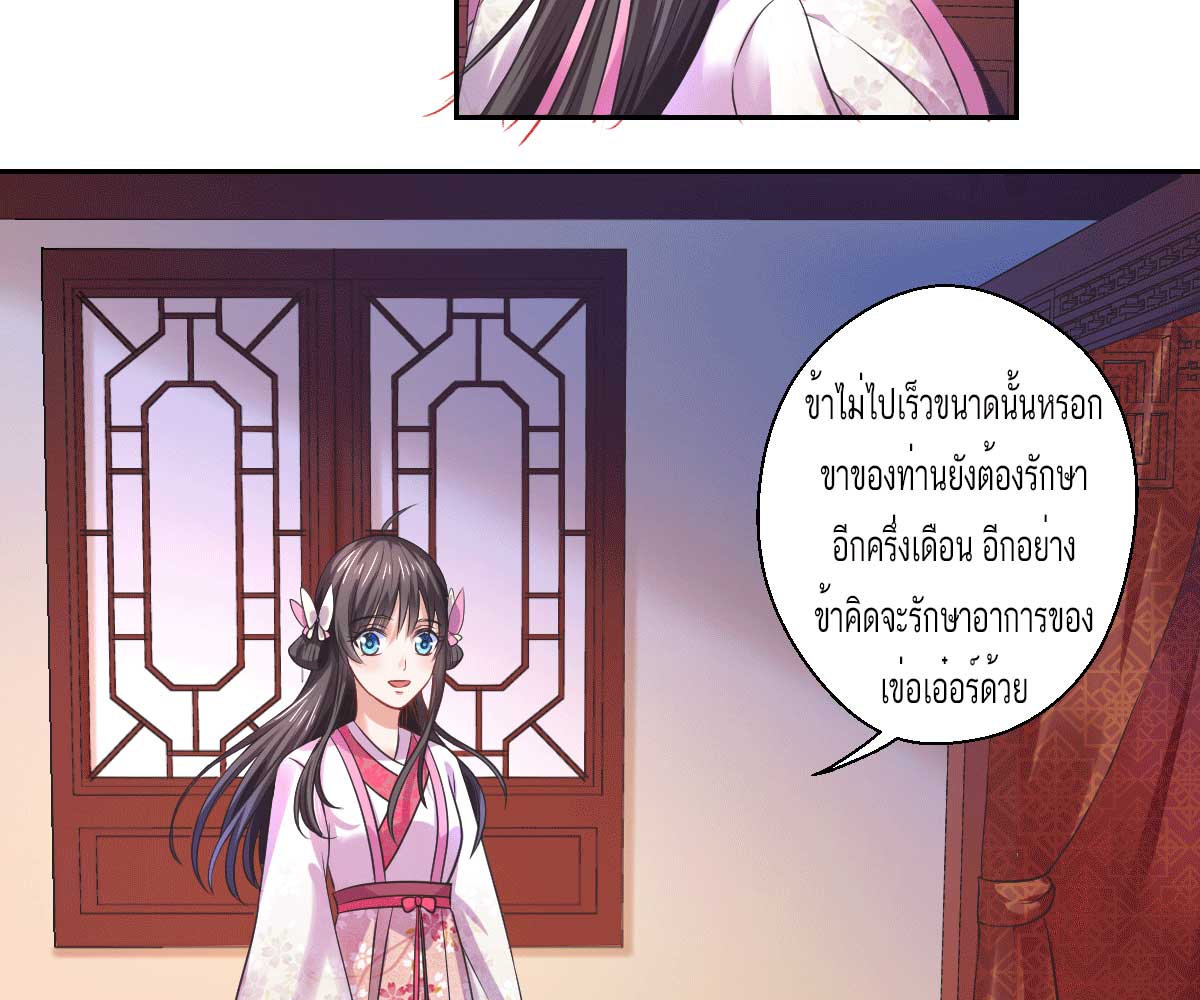 ข้าไม่ไปเร็วขนาดนั้นหรอก
ขาของท่านยังต้องรักษา
อีกครึ่งเดือน อีกอย่าง
ข้าคิดจะรักษาอาการของ
เข่อเอ๋อร์ด้วย